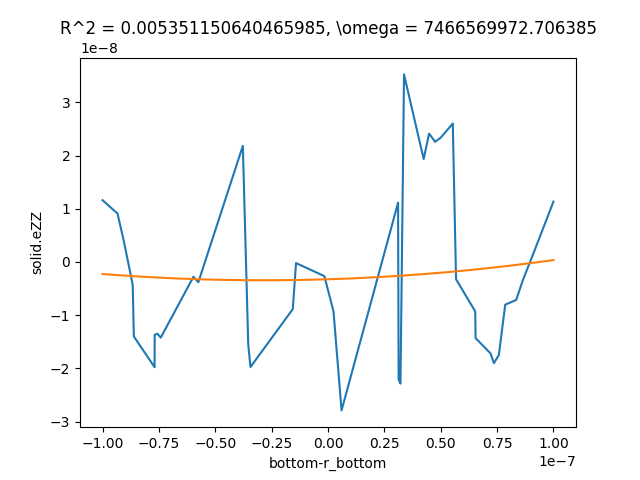 R^2 = 0.005351150640465985, \omega = 7466569972.706385
1e−8
3
2
1
0
−1
−2
−3
solid.eZZ
−1.00 −0.75 −0.50 −0.25 0.00 0.25 0.50 0.75 1.00
1e−7
bottom-r_bottom